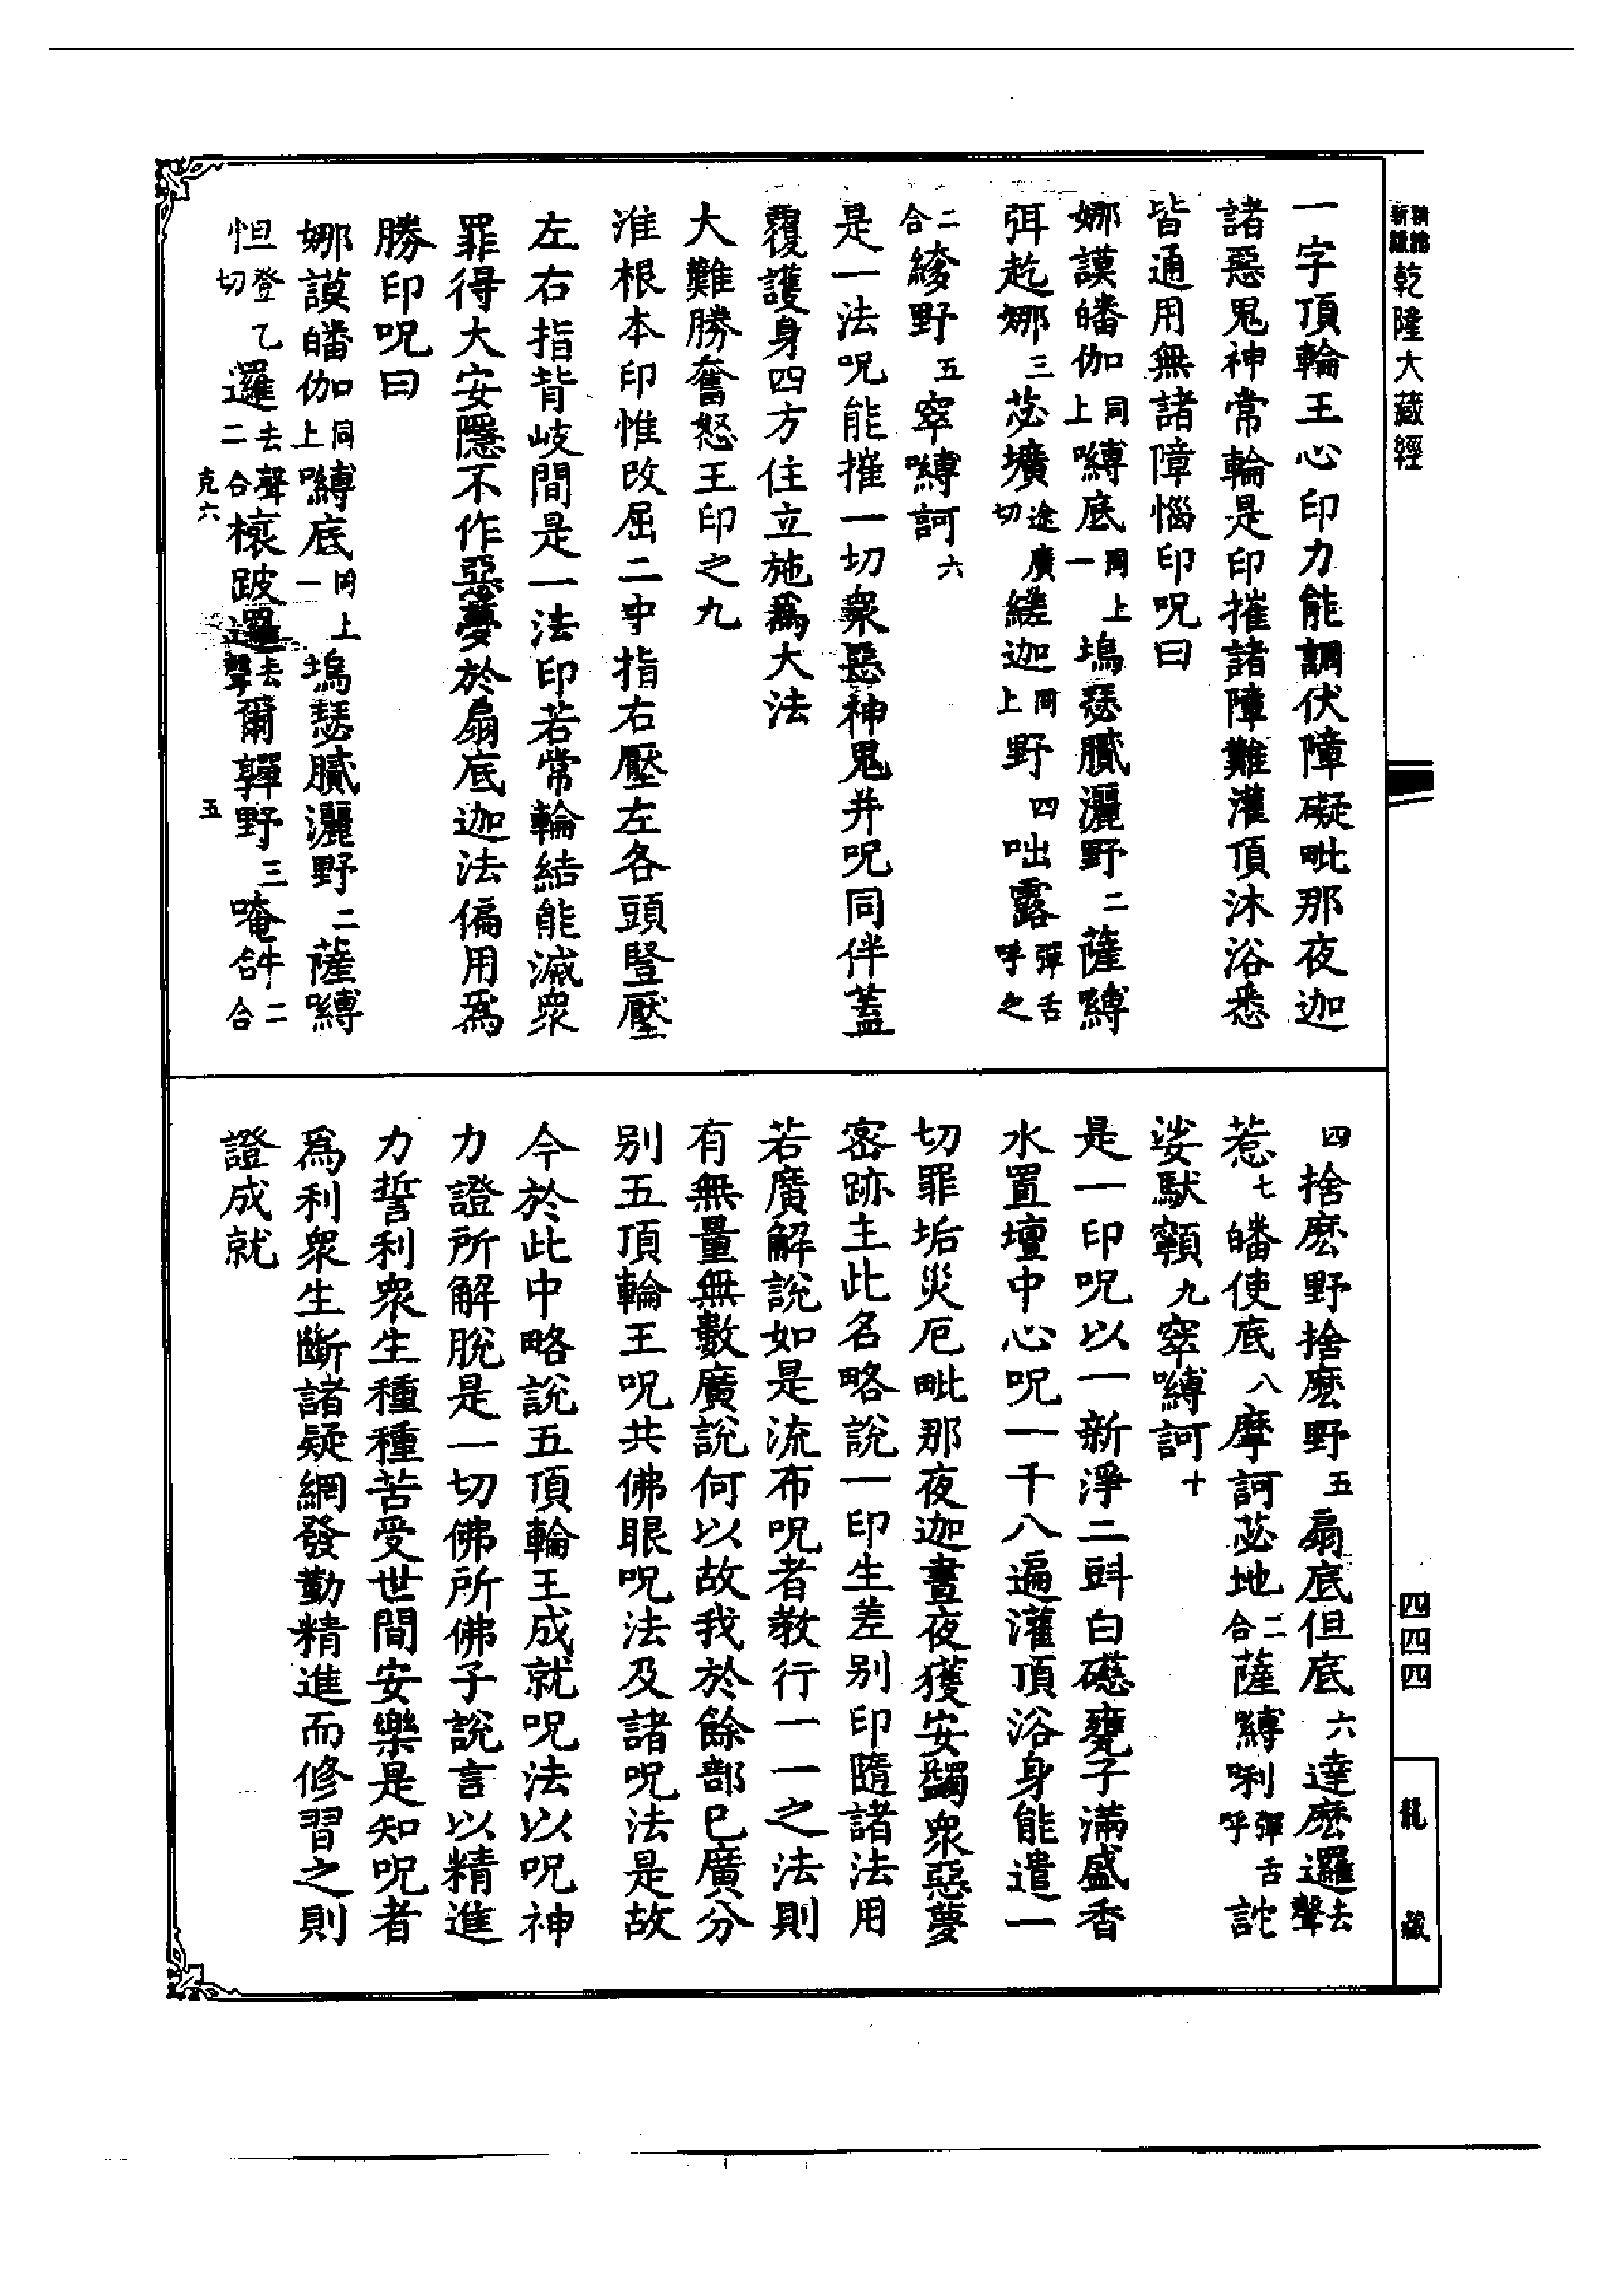 乾隆大藏經
一字頂輪王心印力能調伏障礙毗那夜迦
諸惡鬼神常輪是印摧諸障難灌頂沐浴悉
皆通用無諸障惱印呪曰
娜謨皤伽同上嚩底同上一塢瑟膩灑野二薩嚩
弭訖娜三苾壙途廣切縒迦同上野四咄露彈舌呼之
二合綾野五窣嚩訶六
是一法呪能摧一切衆惡神鬼并呪同伴蓋
覆護身四方住立施爲大法
大難勝奮怒王印之九
准根本印惟改屈二中指右壓左各頭豎壓
左右指背岐間是一法印若常輪結能滅衆
罪得大安隱不作惡夢於扇底迦法偏用爲
勝印呪曰
娜謨皤伽同上嚩底同上一塢瑟膩灑野二薩嚩
怛登乙切邏去聲二合榱跛邏去聲爾彈野三唵𤙖二合
克六
五
四捨麽野捨麽野五扇底但底六達麽邏去聲
惹七皤使底八摩訶苾地二合薩嚩唎彈舌呼訑
娑馱顙九窣嚩訶十
是一印呪以一新淨二㪷白甆甕子滿盛香
水置壇中心呪一千八遍灌頂浴身能遣一
切罪垢災厄毗那夜迦晝夜獲安蠲衆惡夢
密跡主此名略說一印生差别印隨諸法用
若廣解說如是流布呪者教行一一之法則
有無量無數廣說何以故我於餘部已廣分
别五頂輪王呪共佛眼呪法及諸呪法是故
今於此中略說五頂輪王成就呪法以呪神
力證所解脫是一切佛所佛子說言以精進
力誓利衆生種種苦受世間安樂是知呪者
爲利衆生斷諸疑網發勤精進而修習之則
證成就
四四四
龍藏